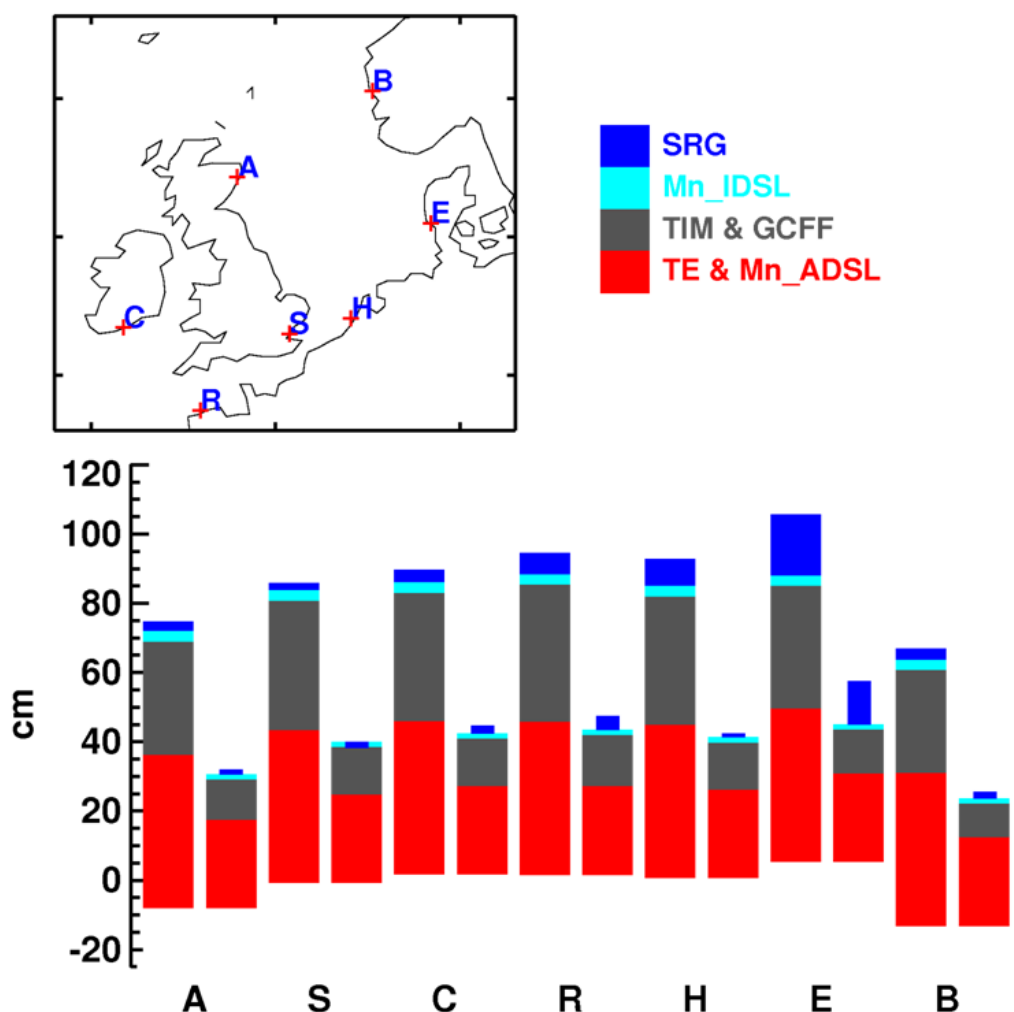 B
A
E
C
S
H
R
SRG
Mn_IDSL
TIM & GCFF
TE & Mn_ADSL
120
100
80
60
40
20
0
-20
cm
A S C R H E B